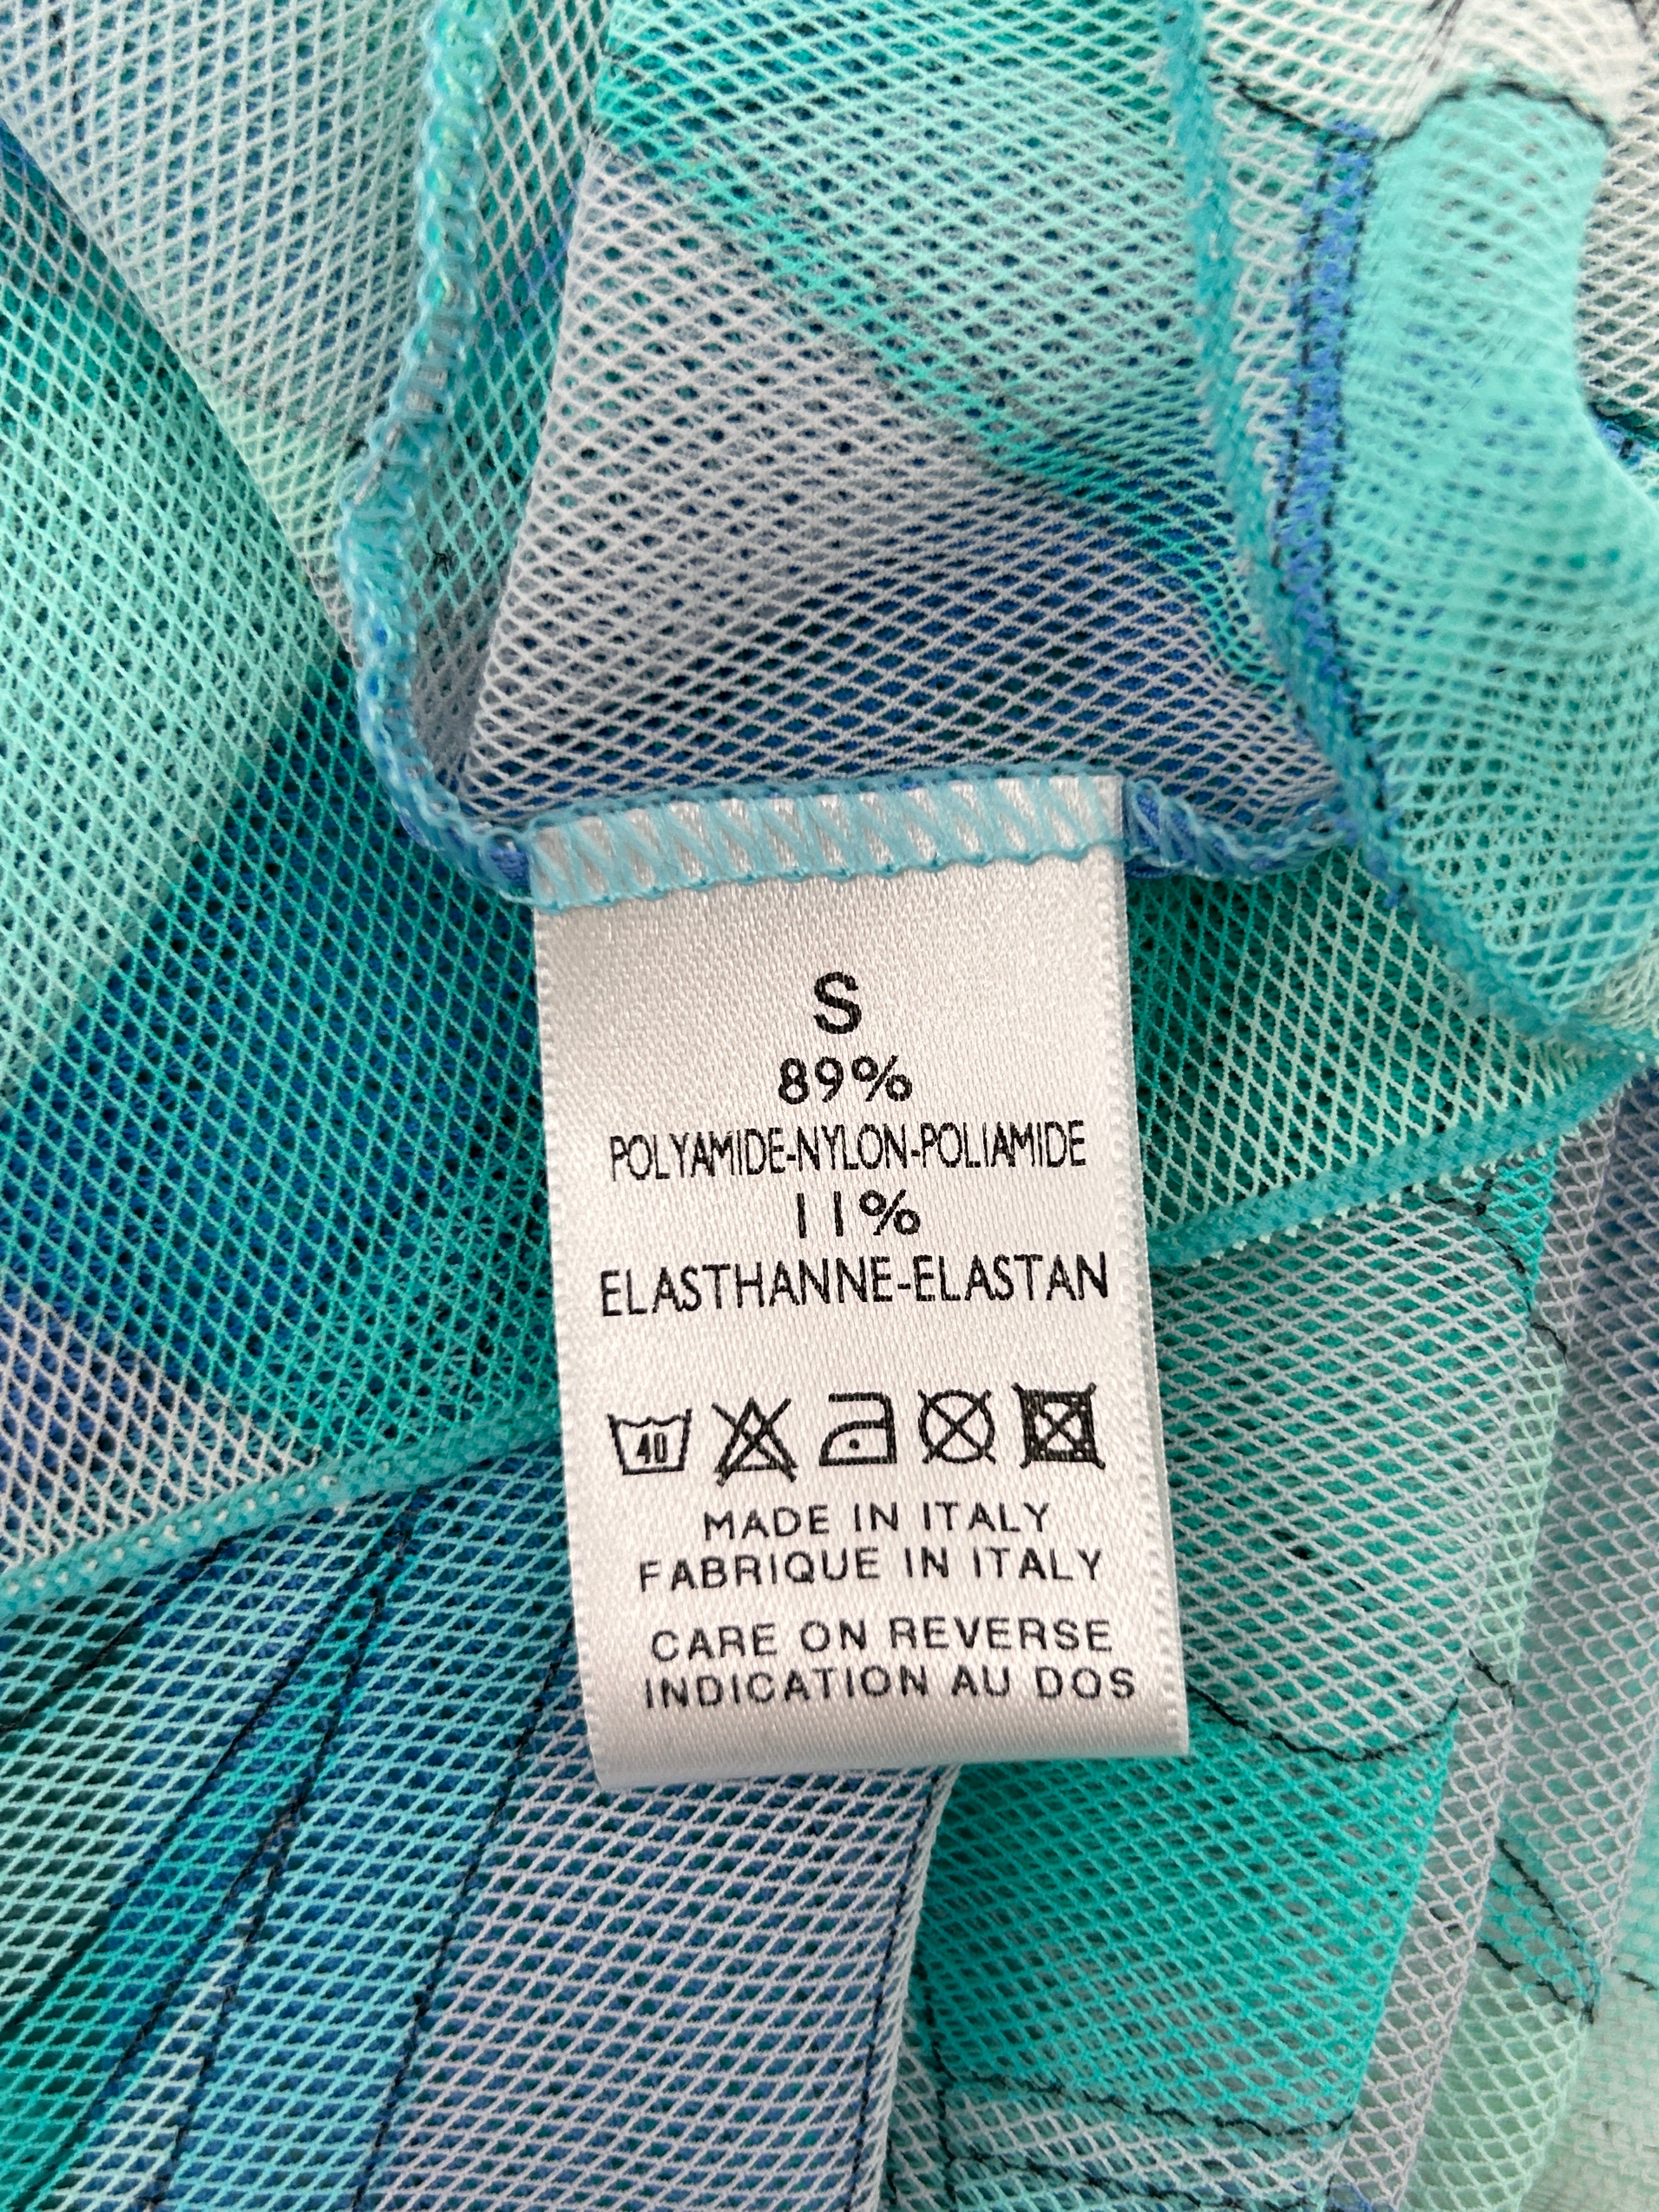 S
89%
POLYAMIDE-NYLON-POLIAMIDE
11%
ELASTHANNE-ELASTAN
40
MADE IN ITALY
FABRIQUE IN ITALY
CARE ON REVERSE
INDICATION AU DOS